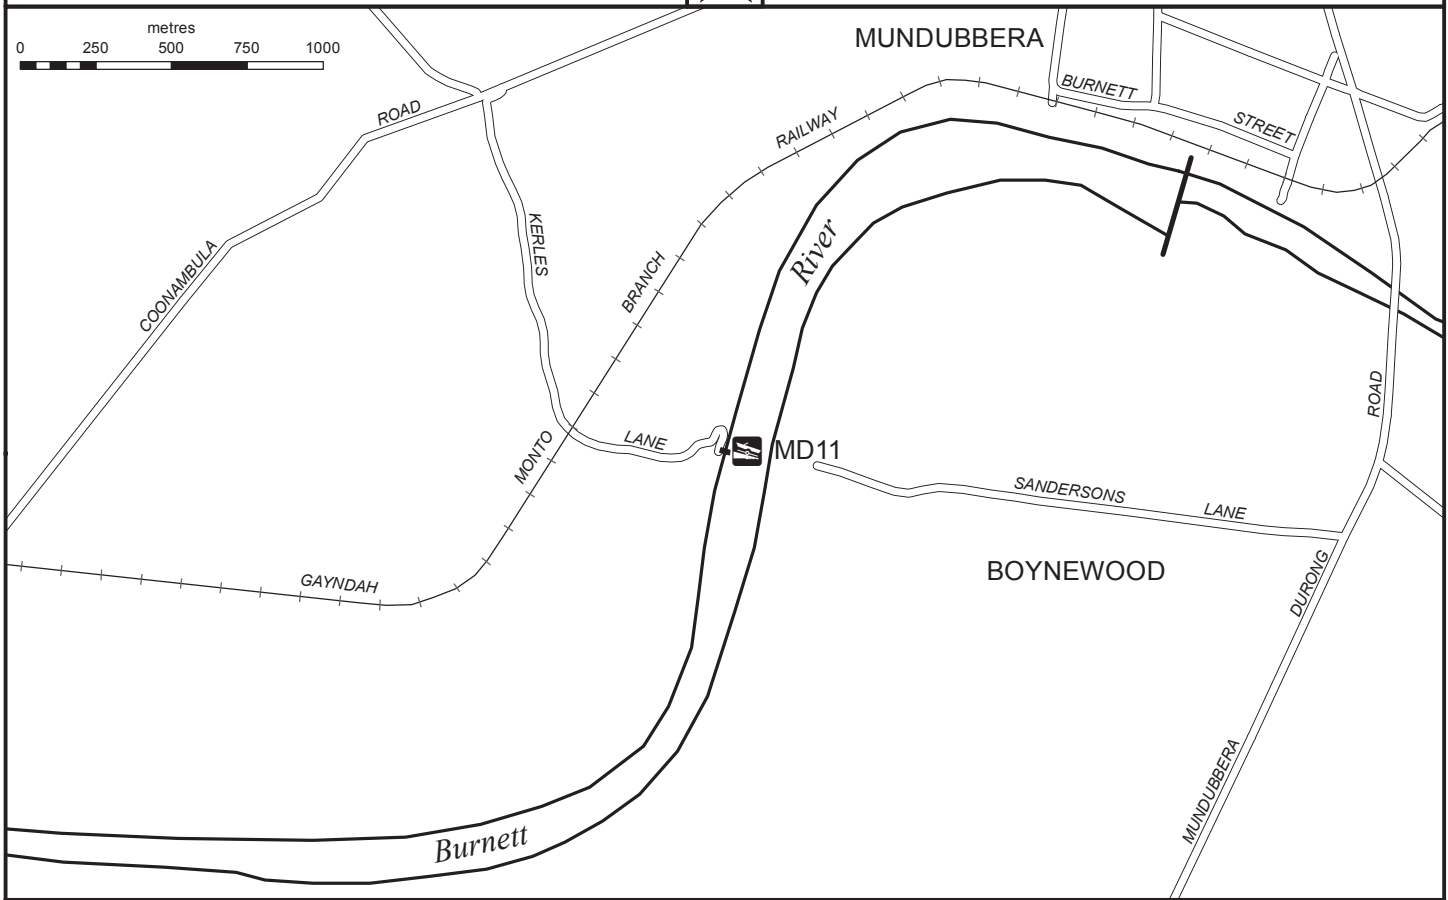 metres
0 250 500 750 1000
MUNDUBBERA
BURNETT
STREET
ROAD
RAILWAY
KERLES
COONAMBULA
BRANCH
River
ROAD
MONTO
LANE
MD11
SANDERSONS
LANE
BOYNEWOOD
GAYNDAH
DURONG
MUNDUBBERA
Burnett